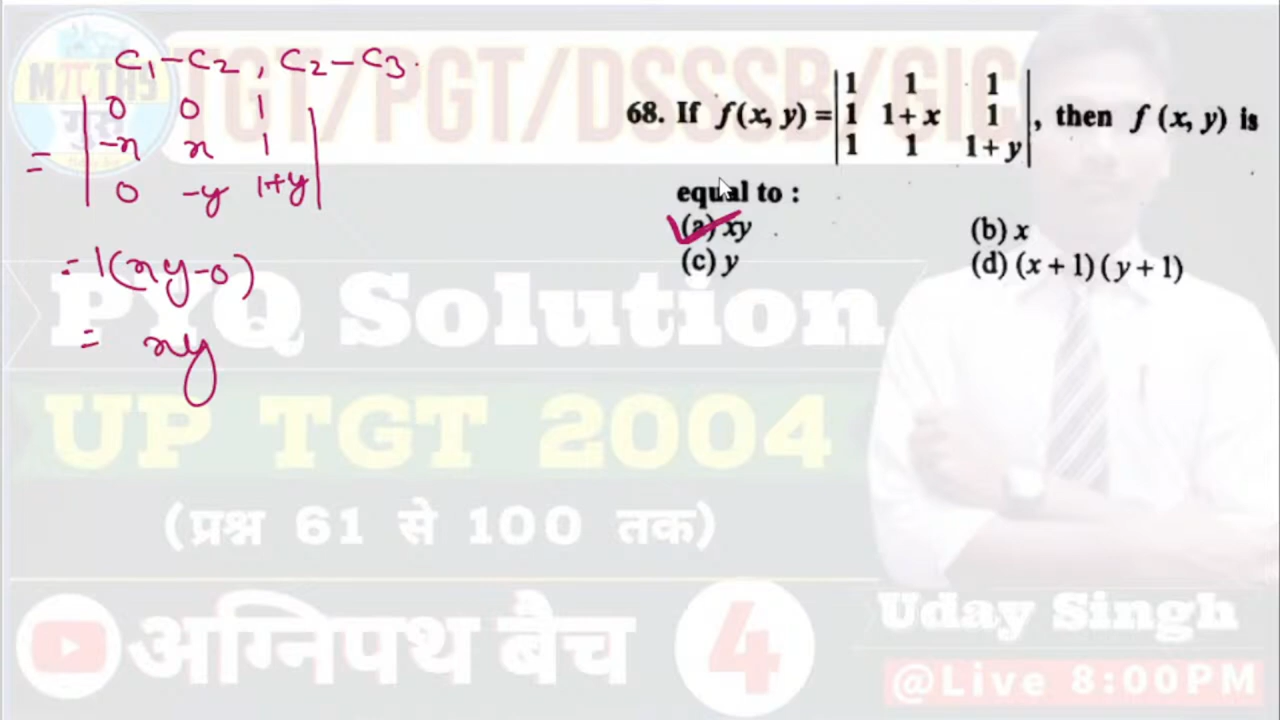 MπTHS
गुरु
TGT/PGT/DSSSB/GIC
C₁-C₂, C₂-C₃.
= | 0 0 1 |
| -x x 1 |
| 0 -y 1+y |
= 1(xy-0)
= xy
68. If f(x, y) = | 1 1 1 |
| 1 1+x 1 | , then f (x, y) is
| 1 1 1+y |
equal to :
(a) xy (b) x
(c) y (d) (x + 1) ( y + 1)
PYQ Solution
UP TGT 2004
(प्रश्न 61 से 100 तक)
अग्निपथ बैच 4
Uday Singh
@Live 8:00PM